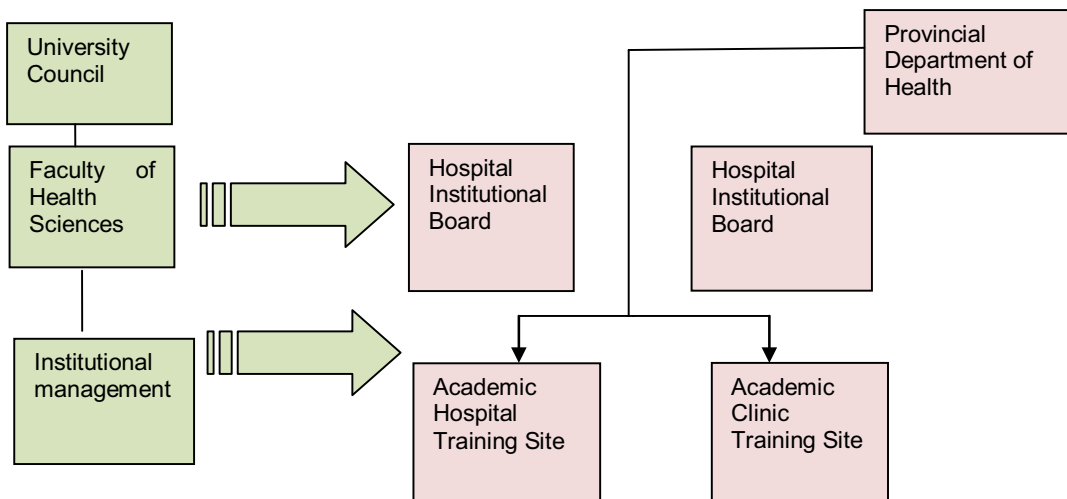 University
Council
Provincial
Department of
Health
Faculty of
Health
Sciences
Hospital
Institutional
Board
Hospital
Institutional
Board
Institutional
management
Academic
Hospital
Training Site
Academic
Clinic
Training Site